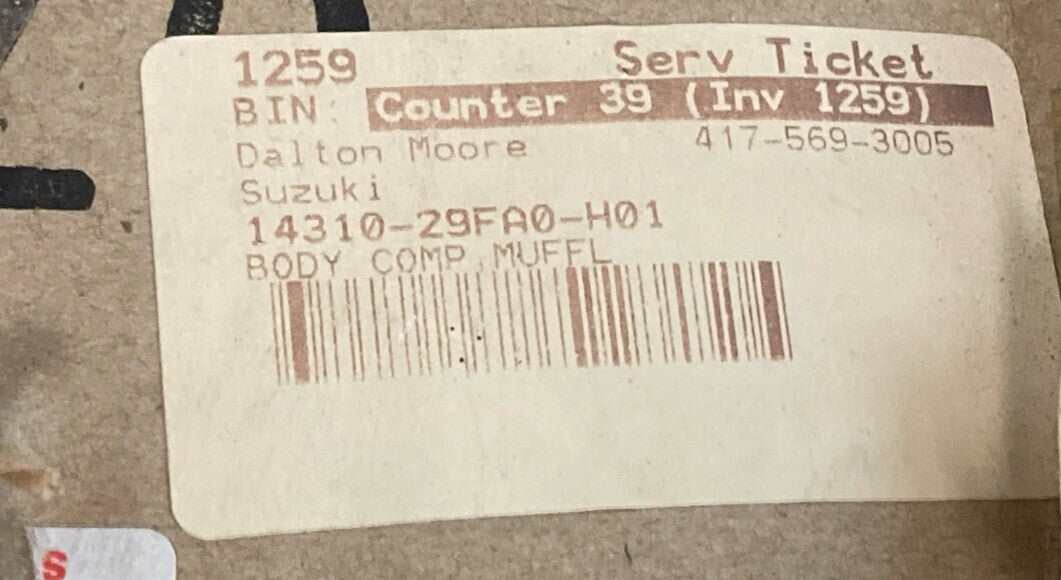 1259 Serv Ticket
BIN: Counter 39 (Inv 1259)
Dalton Moore 417-569-3005
Suzuki
14310-29FA0-H01
BODY COMP,MUFFL
s